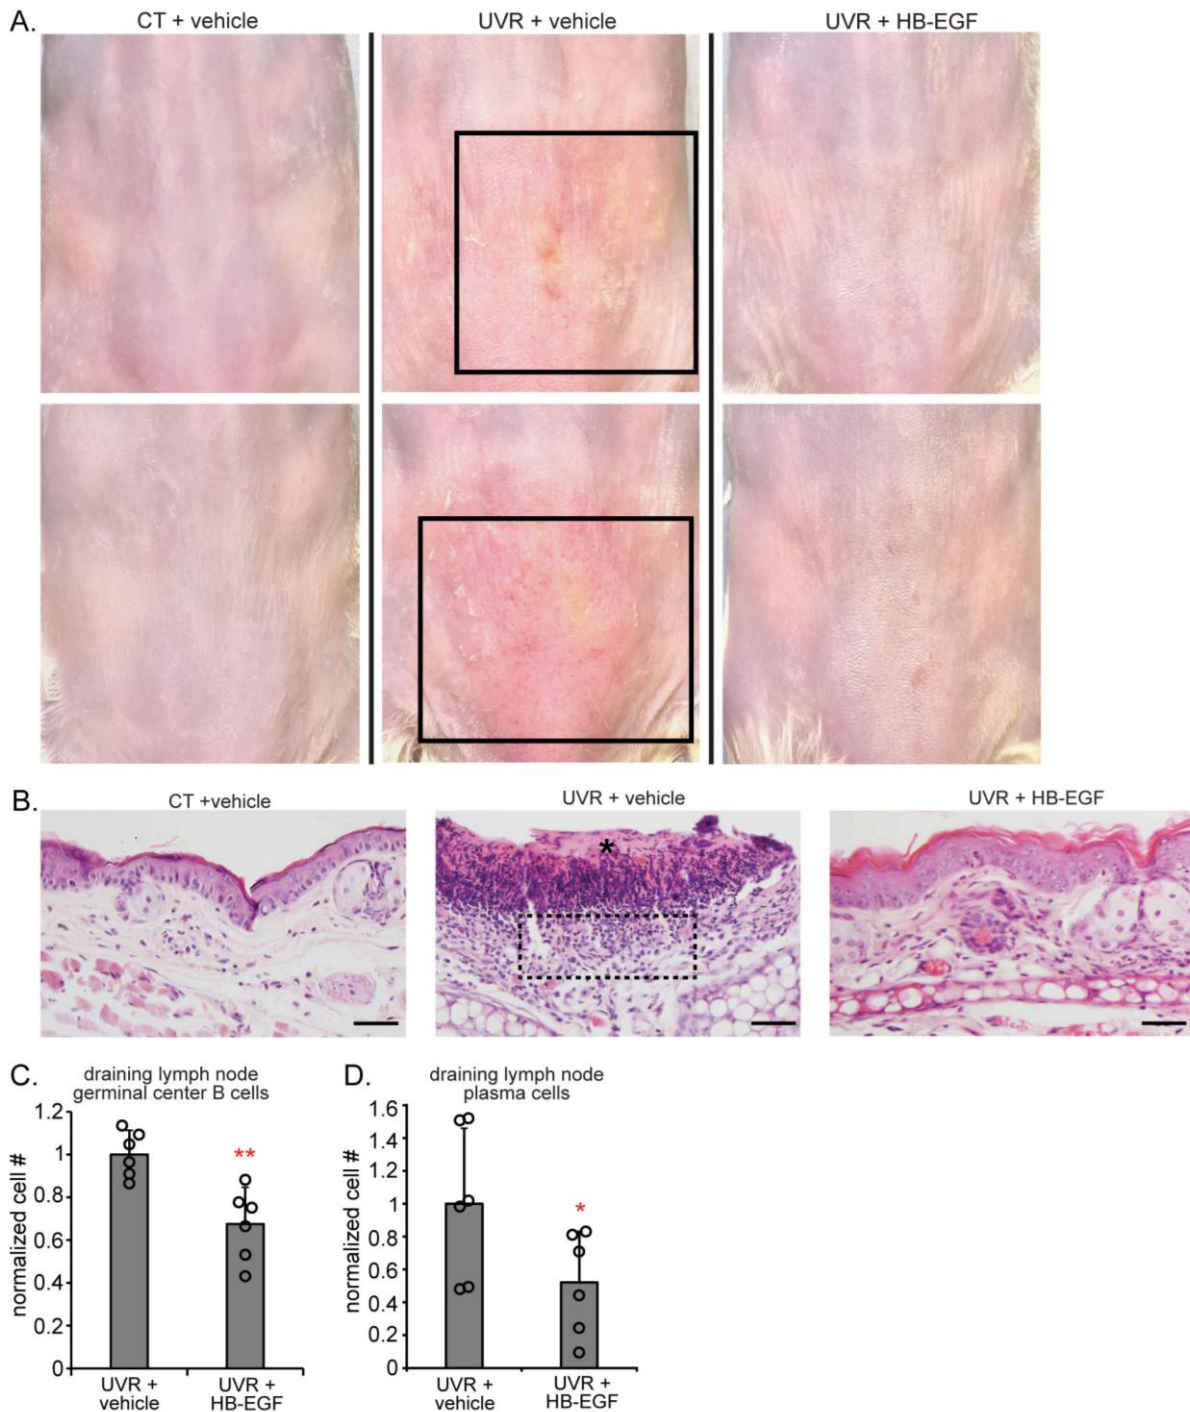 A.
CT + vehicle
UVR + vehicle
UVR + HB-EGF
B.
CT +vehicle
UVR + vehicle
UVR + HB-EGF
*
C.
draining lymph node
germinal center B cells
normalized cell #
1.2
1
0.8
0.6
0.4
0.2
0
**
UVR +
vehicle
UVR +
HB-EGF
D.
draining lymph node
plasma cells
normalized cell #
1.6
1.4
1.2
1
0.8
0.6
0.4
0.2
0
*
UVR +
vehicle
UVR +
HB-EGF